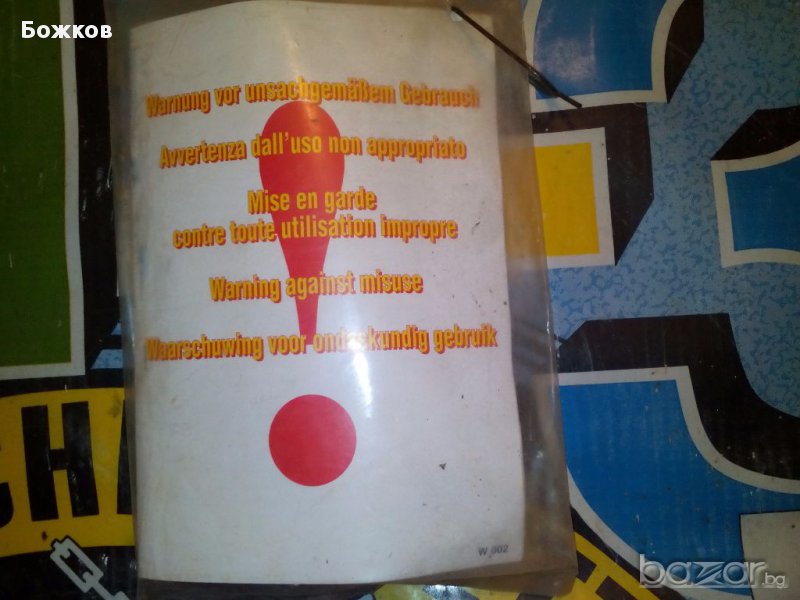 Божков
Warnung vor unsachgemäßem Gebrauch
Avvertenza dall'uso non appropriato
Mise en garde
contre toute utilisation impropre
Warning against misuse
Waarschuwing voor ondeskundig gebruik
CHA
W 002
bazar.bg